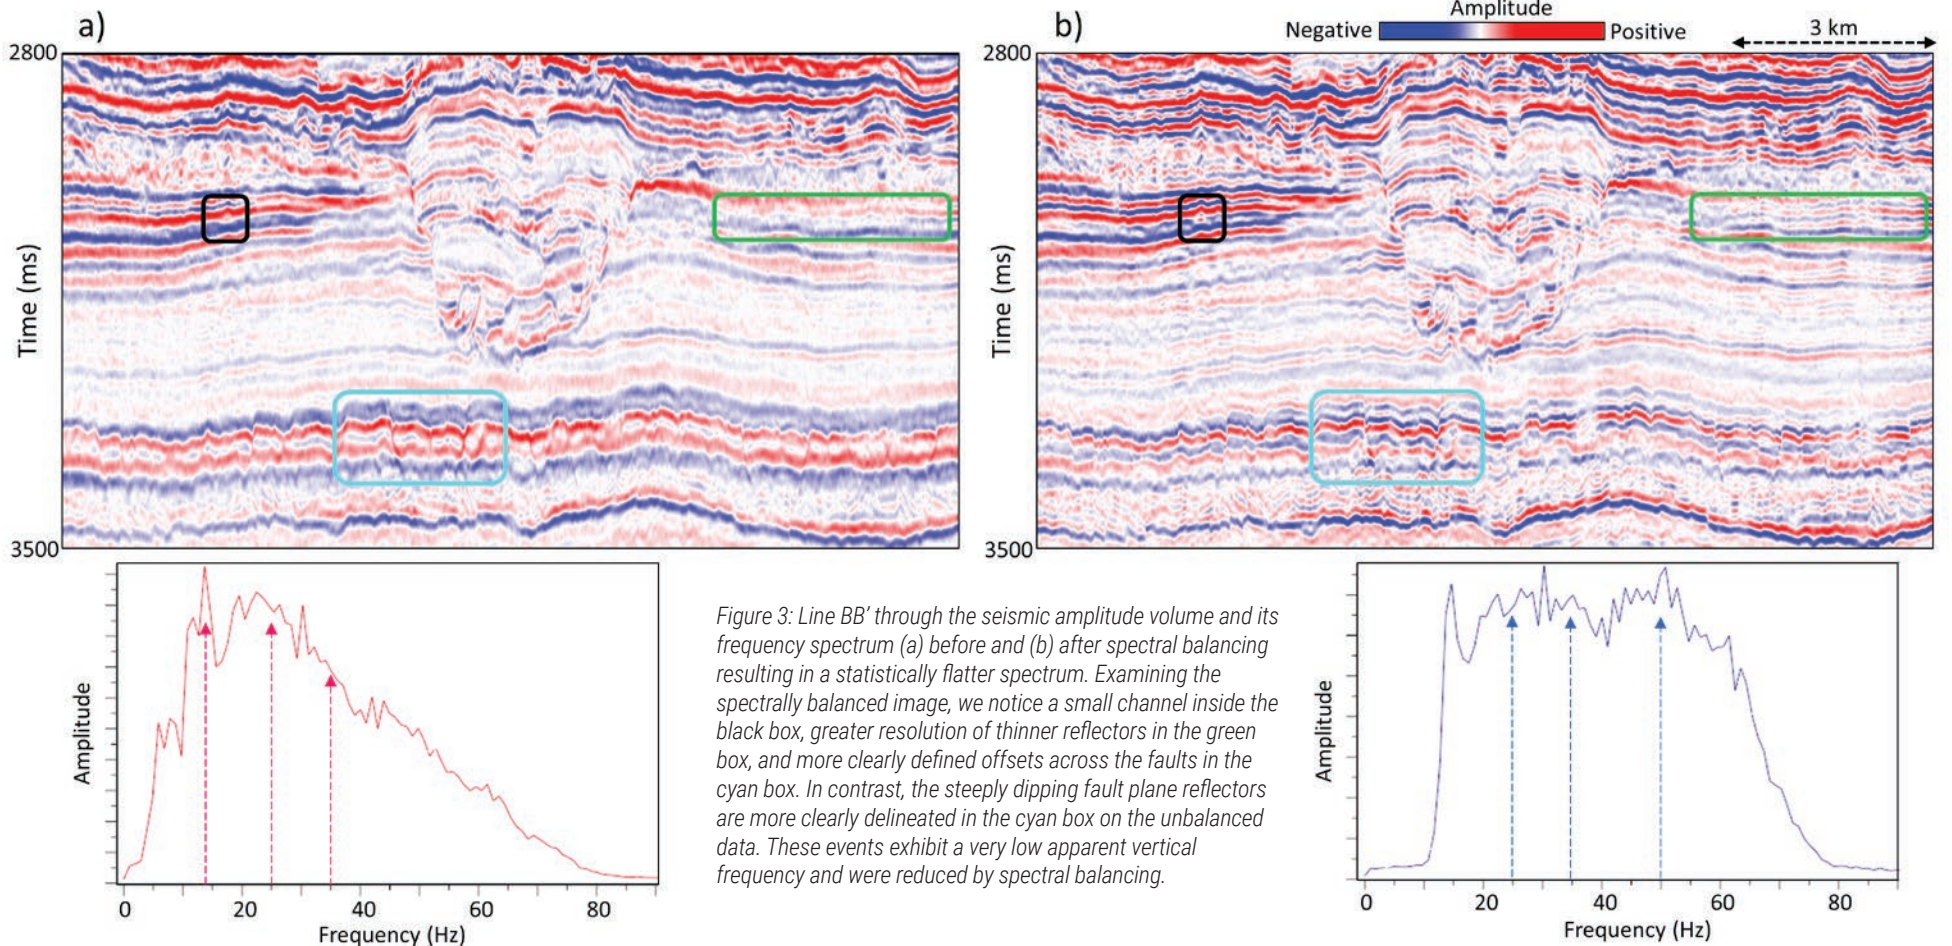 a)
2800
Time (ms)
3500
b)
Amplitude
Negative Positive
3 km
2800
Time (ms)
3500
Amplitude
0 20 40 60 80
Frequency (Hz)
Figure 3: Line BB’ through the seismic amplitude volume and its
frequency spectrum (a) before and (b) after spectral balancing
resulting in a statistically flatter spectrum. Examining the
spectrally balanced image, we notice a small channel inside the
black box, greater resolution of thinner reflectors in the green
box, and more clearly defined offsets across the faults in the
cyan box. In contrast, the steeply dipping fault plane reflectors
are more clearly delineated in the cyan box on the unbalanced
data. These events exhibit a very low apparent vertical
frequency and were reduced by spectral balancing.
Amplitude
0 20 40 60 80
Frequency (Hz)